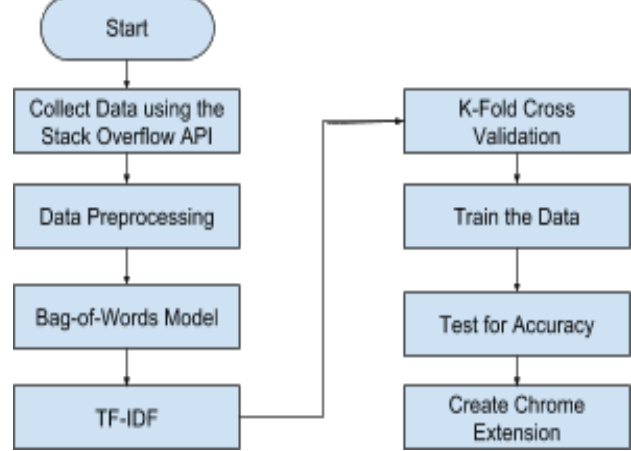 Start
Collect Data using the
Stack Overflow API
Data Preprocessing
Bag-of-Words Model
TF-IDF
K-Fold Cross
Validation
Train the Data
Test for Accuracy
Create Chrome
Extension